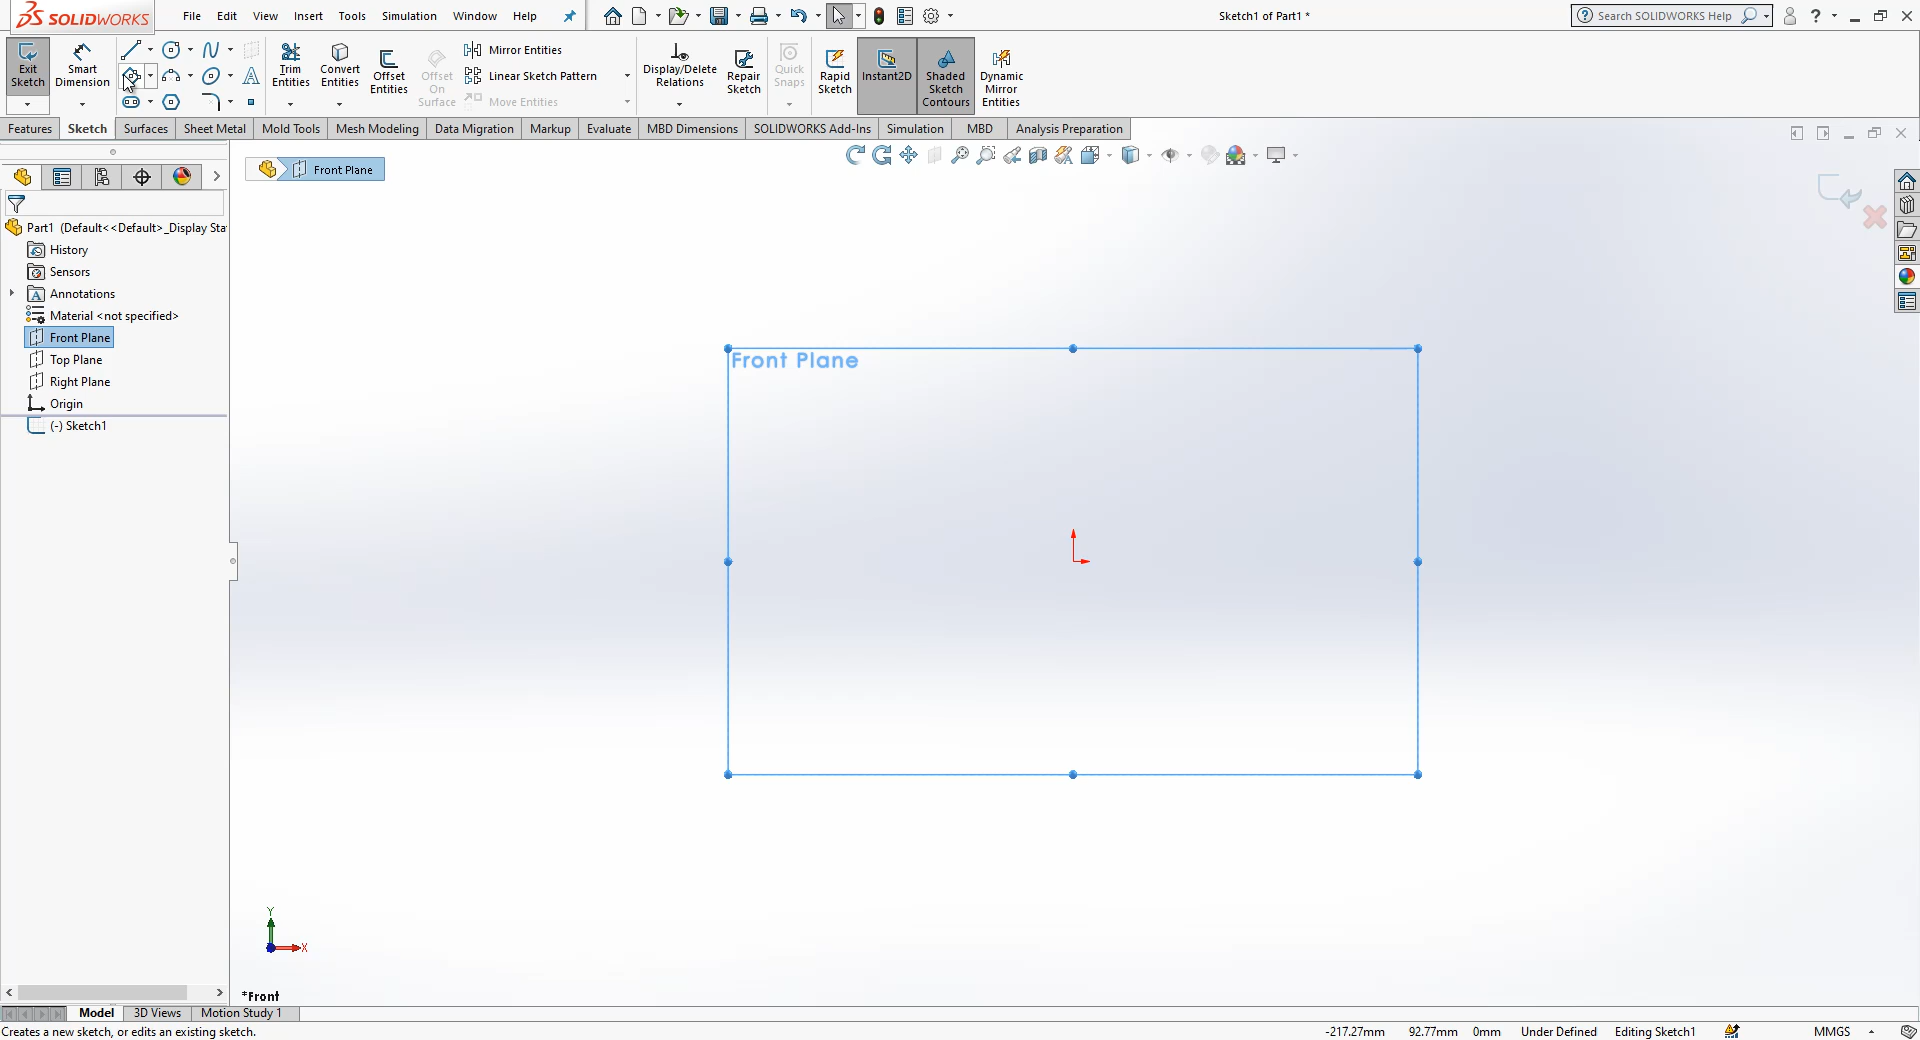 SOLIDWORKS File Edit View Insert Tools Simulation Window Help Sketch1 of Part1 * Search SOLIDWORKS Help
Exit Sketch
Smart Dimension
Trim Entities
Convert Entities
Offset Entities
Offset On Surface
Mirror Entities
Linear Sketch Pattern
Move Entities
Display/Delete Relations
Repair Sketch
Quick Snaps
Rapid Sketch
Instant2D
Shaded Sketch Contours
Dynamic Mirror Entities
Features Sketch Surfaces Sheet Metal Mold Tools Mesh Modeling Data Migration Markup Evaluate MBD Dimensions SOLIDWORKS Add-Ins Simulation MBD Analysis Preparation
Front Plane
Part1 (Default<<Default>_Display Sta
History
Sensors
Annotations
Material <not specified>
Front Plane
Top Plane
Right Plane
Origin
(-) Sketch1
Front Plane
Y
X
*Front
Model 3D Views Motion Study 1
Creates a new sketch, or edits an existing sketch. -217.27mm 92.77mm 0mm Under Defined Editing Sketch1 MMGS